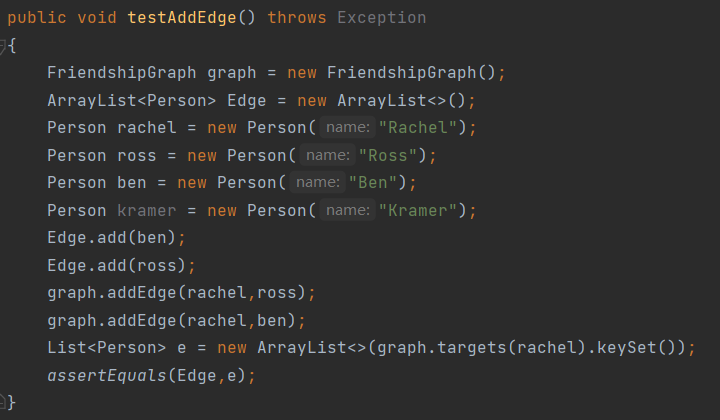 public void testAddEdge() throws Exception
{
FriendshipGraph graph = new FriendshipGraph();
ArrayList<Person> Edge = new ArrayList<>();
Person rachel = new Person( name: "Rachel");
Person ross = new Person( name: "Ross");
Person ben = new Person( name: "Ben");
Person kramer = new Person( name: "Kramer");
Edge.add(ben);
Edge.add(ross);
graph.addEdge(rachel,ross);
graph.addEdge(rachel,ben);
List<Person> e = new ArrayList<>(graph.targets(rachel).keySet());
assertEquals(Edge,e);
}